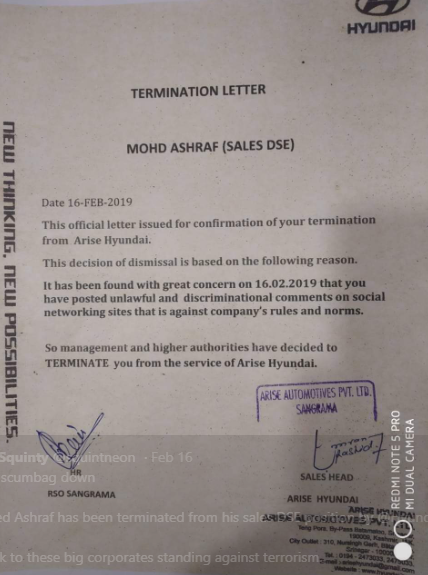 HYUNDAI
TERMINATION LETTER
MOHD ASHRAF (SALES DSE)
Date 16-FEB-2019
This official letter issued for confirmation of your termination
from Arise Hyundai.
This decision of dismissal is based on the following reason.
It has been found with great concern on 16.02.2019 that you
have posted unlawful and discriminational comments on social
networking sites that is against company's rules and norms.
So management and higher authorities have decided to
TERMINATE you from the service of Arise Hyundai.
NEW THINKING. NEW POSSIBILITIES.
ARISE AUTOMOTIVES PVT. LTD.
SANGRAMA
Squinty · Feb 16
scumbag down
HR
RSO SANGRAMA
SALES HEAD
ARISE HYUNDAI
Ashraf has been terminated from his
ARISE AUTOMOTIVES PVT
Srinagar
to these big corporates standing against terrorism
REDMI NOTE 5 PRO
MI DUAL CAMERA